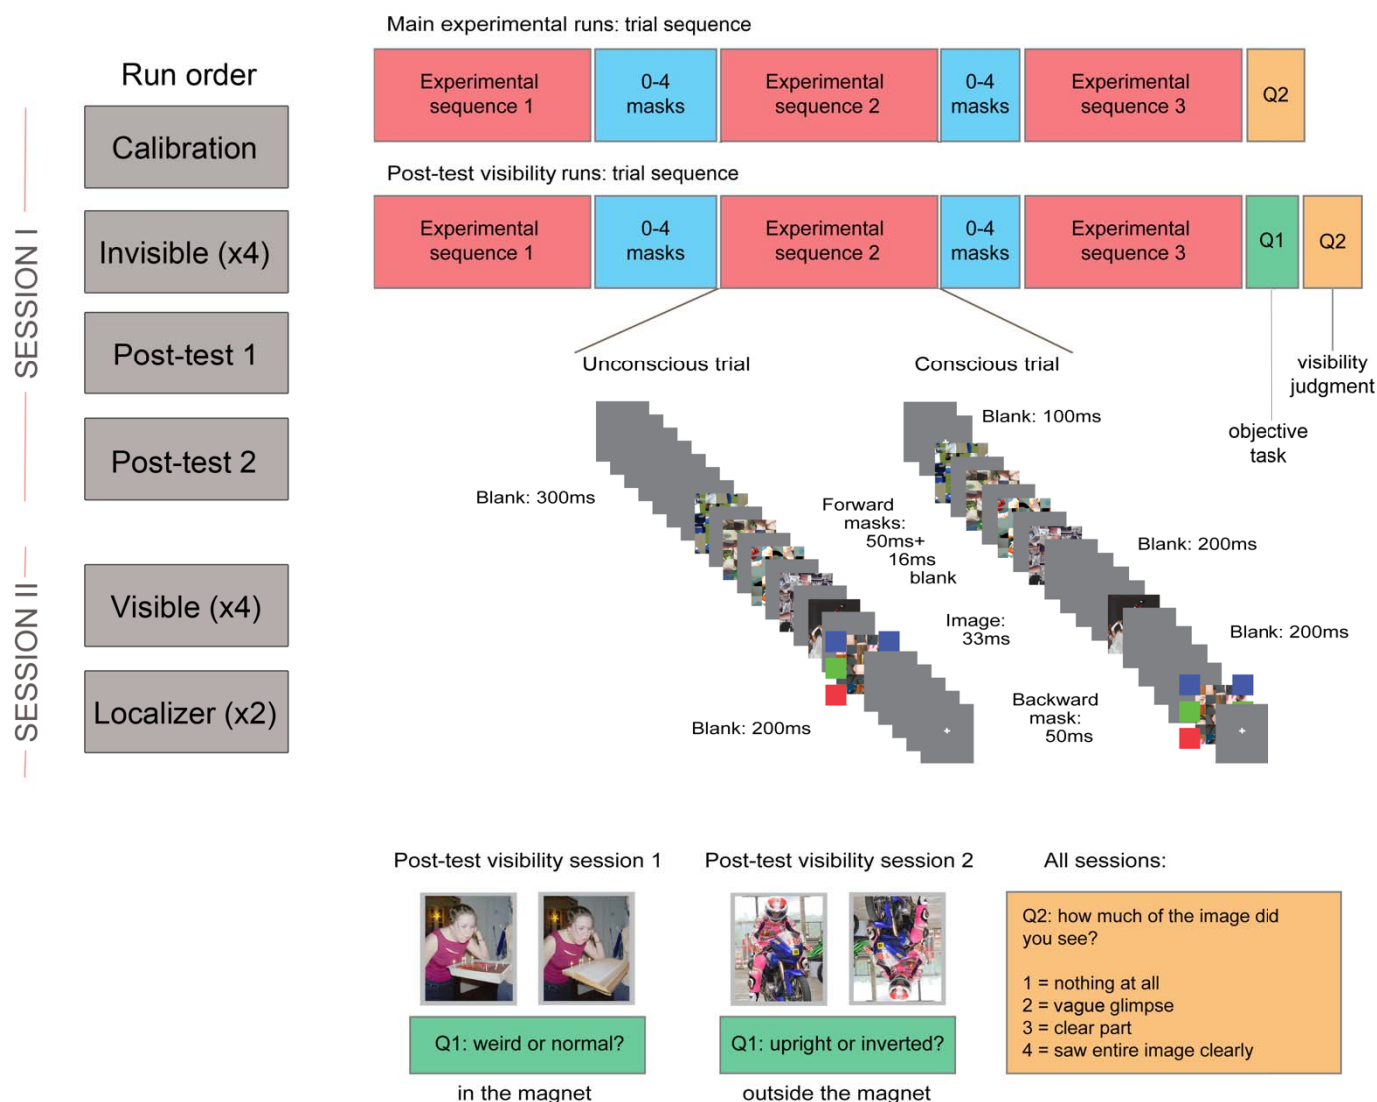 Main experimental runs: trial sequence
Run order
Experimental
sequence 1
0-4
masks
Experimental
sequence 2
0-4
masks
Experimental
sequence 3
Q2
SESSION I
Calibration
Invisible (x4)
Post-test 1
Post-test 2
SESSION II
Visible (x4)
Localizer (x2)
Post-test visibility runs: trial sequence
Experimental
sequence 1
0-4
masks
Experimental
sequence 2
0-4
masks
Experimental
sequence 3
Q1
Q2
visibility
judgment
objective
task
Unconscious trial
Conscious trial
Blank: 300ms
Blank: 100ms
Forward
masks:
50ms+
16ms
blank
Blank: 200ms
Image:
33ms
Blank: 200ms
Backward
mask:
50ms
Blank: 200ms
Post-test visibility session 1
Q1: weird or normal?
in the magnet
Post-test visibility session 2
Q1: upright or inverted?
outside the magnet
All sessions:
Q2: how much of the image did
you see?
1 = nothing at all
2 = vague glimpse
3 = clear part
4 = saw entire image clearly